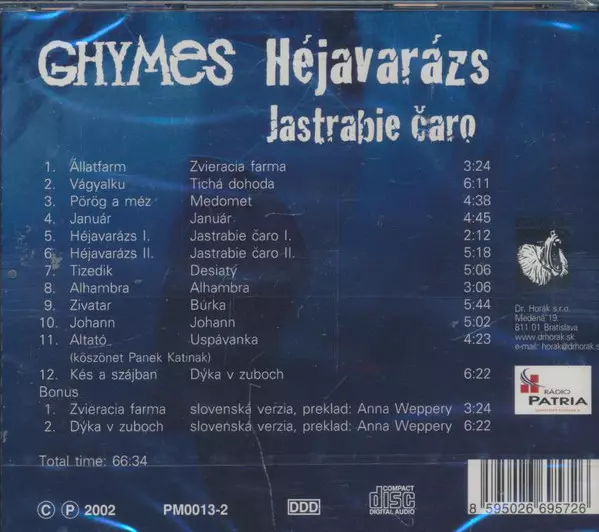 GHYMES Héjavarázs
Jastrabie čaro
1. Állatfarm Zvieracia farma 3:24
2. Vágyalku Tichá dohoda 6:11
3. Pörög a méz Medomet 4:38
4. Január Január 4:45
5. Héjavarázs I. Jastrabie čaro I. 2:12
6. Héjavarázs II. Jastrabie čaro II. 5:18
7. Tizedik Desiatý 5:06
8. Alhambra Alhambra 3:06
9. Zivatar Búrka 5:44
10. Johann Johann 5:02
11. Altató Uspávanka 4:23
(köszönet Panek Katinak)
12. Kés a szájban Dýka v zuboch 6:22
Bonus
1. Zvieracia farma slovenská verzia, preklad: Anna Weppery 3:24
2. Dýka v zuboch slovenská verzia, preklad: Anna Weppery 6:22
Total time: 66:34
Dr. Horák s.r.o.
Medená 19
811 01 Bratislava
www.drhorak.sk
e-mail: horak@drhorak.s
RÁDIO
PATRIA
© ℗ 2002 PM0013-2 DDD
COMPACT
disc
DIGITAL AUDIO
8 595026 695726